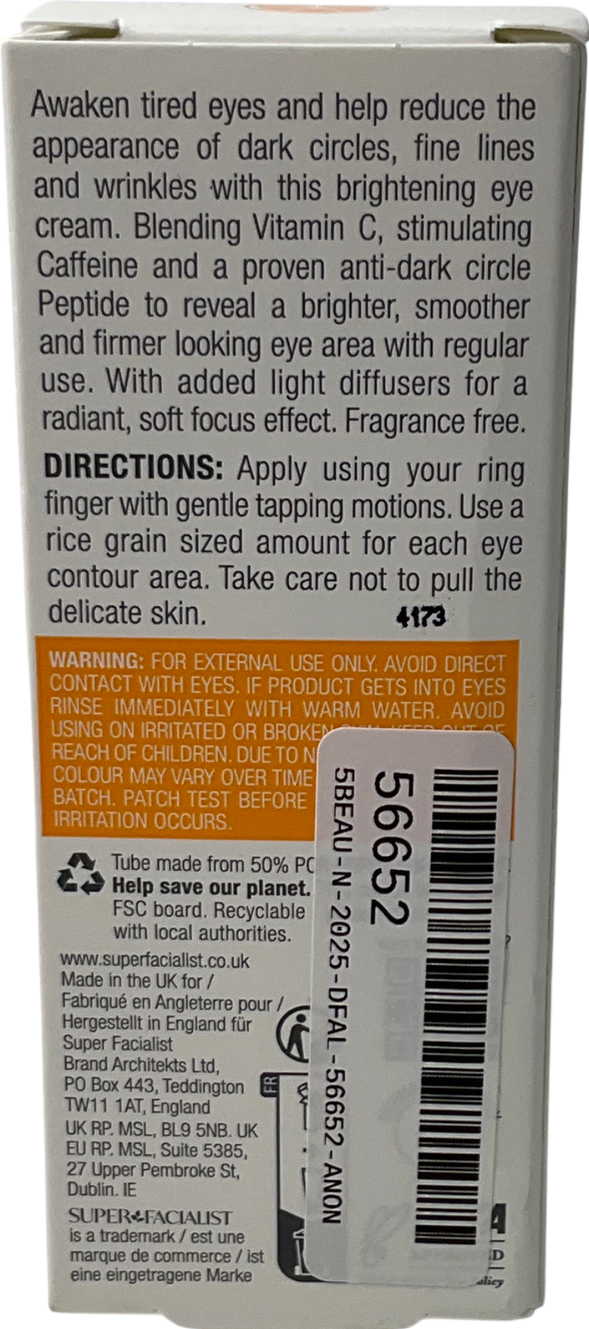 Awaken tired eyes and help reduce the
appearance of dark circles, fine lines
and wrinkles with this brightening eye
cream. Blending Vitamin C, stimulating
Caffeine and a proven anti-dark circle
Peptide to reveal a brighter, smoother
and firmer looking eye area with regular
use. With added light diffusers for a
radiant, soft focus effect. Fragrance free.
DIRECTIONS: Apply using your ring
finger with gentle tapping motions. Use a
rice grain sized amount for each eye
contour area. Take care not to pull the
delicate skin.
4173
WARNING: FOR EXTERNAL USE ONLY. AVOID DIRECT
CONTACT WITH EYES. IF PRODUCT GETS INTO EYES
RINSE IMMEDIATELY WITH WARM WATER. AVOID
USING ON IRRITATED OR BROKEN SKIN. KEEP OUT OF
REACH OF CHILDREN. DUE TO
COLOUR MAY VARY OVER TIME
BATCH. PATCH TEST BEFORE
IRRITATION OCCURS.
Tube made from 50%
Help save our planet.
FSC board. Recyclable
with local authorities.
www.superfacialist.co.uk
Made in the UK for /
Fabriqué en Angleterre pour /
Hergestellt in England für
Super Facialist
Brand Architekts Ltd,
PO Box 443, Teddington
TW11 1AT, England
UK RP. MSL, BL9 5NB. UK
EU RP. MSL, Suite 5385,
27 Upper Pembroke St,
Dublin. IE
SUPER FACIALIST
is a trademark / est une
marque de commerce / ist
eine eingetragene Marke
FR
56652
5BEAU-N-2025-DFAL-56652-ANON